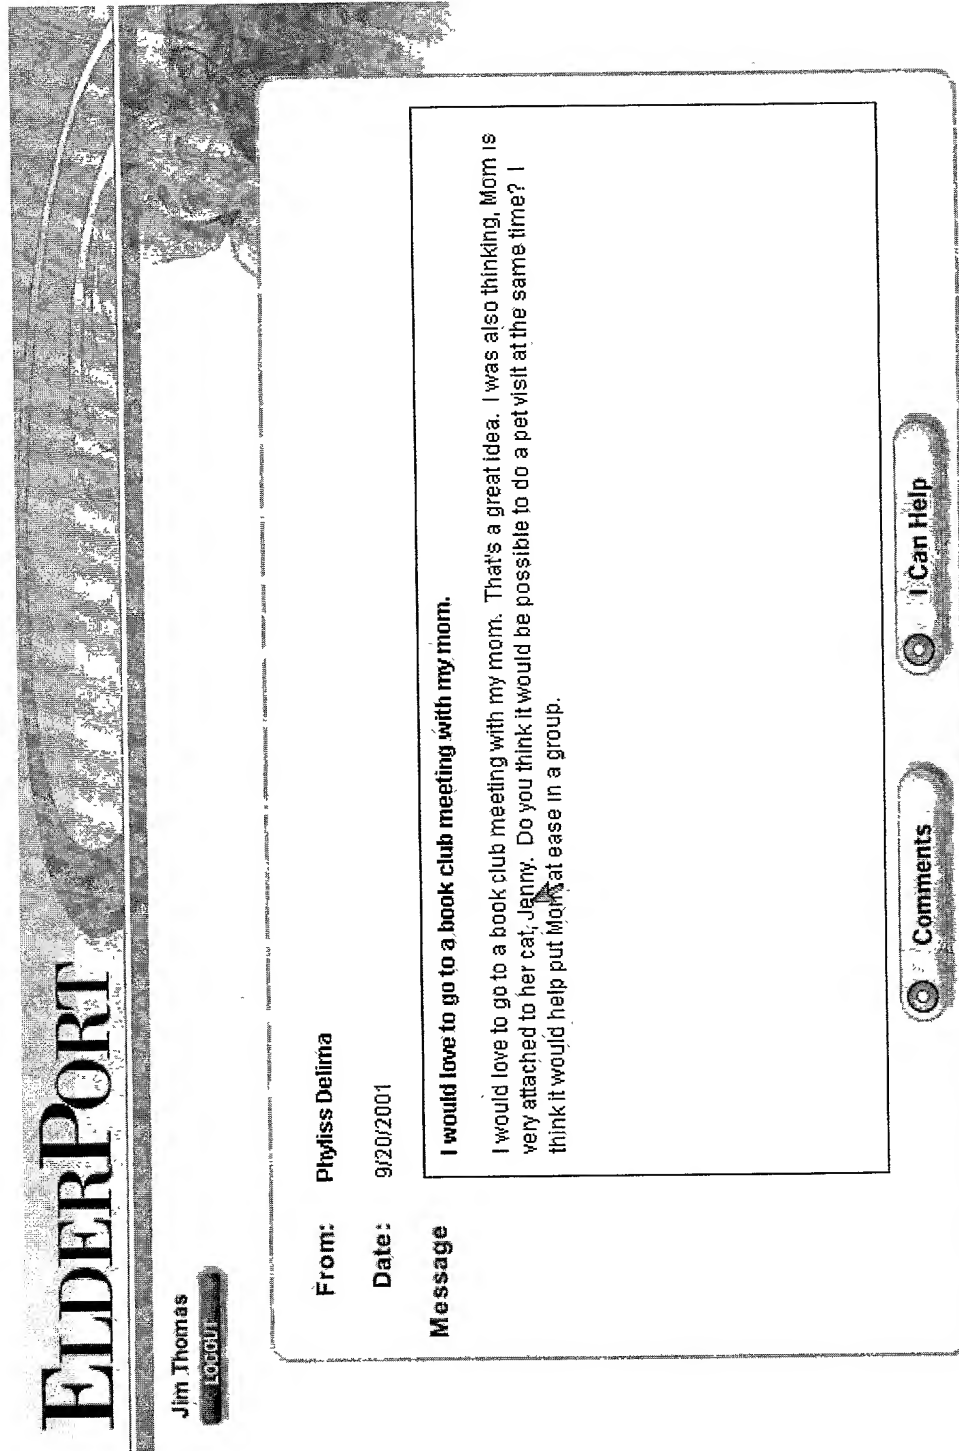 ELDERPORT
Jim Thomas
LOGOUT
From: Phyliss Delima
Date: 9/20/2001
Message
I would love to go to a book club meeting with my mom.
I would love to go to a book club meeting with my mom. That's a great idea. I was also thinking, Mom is
very attached to her cat, Jenny. Do you think it would be possible to do a pet visit at the same time? I
think it would help put Mom at ease in a group.
Comments
I Can Help